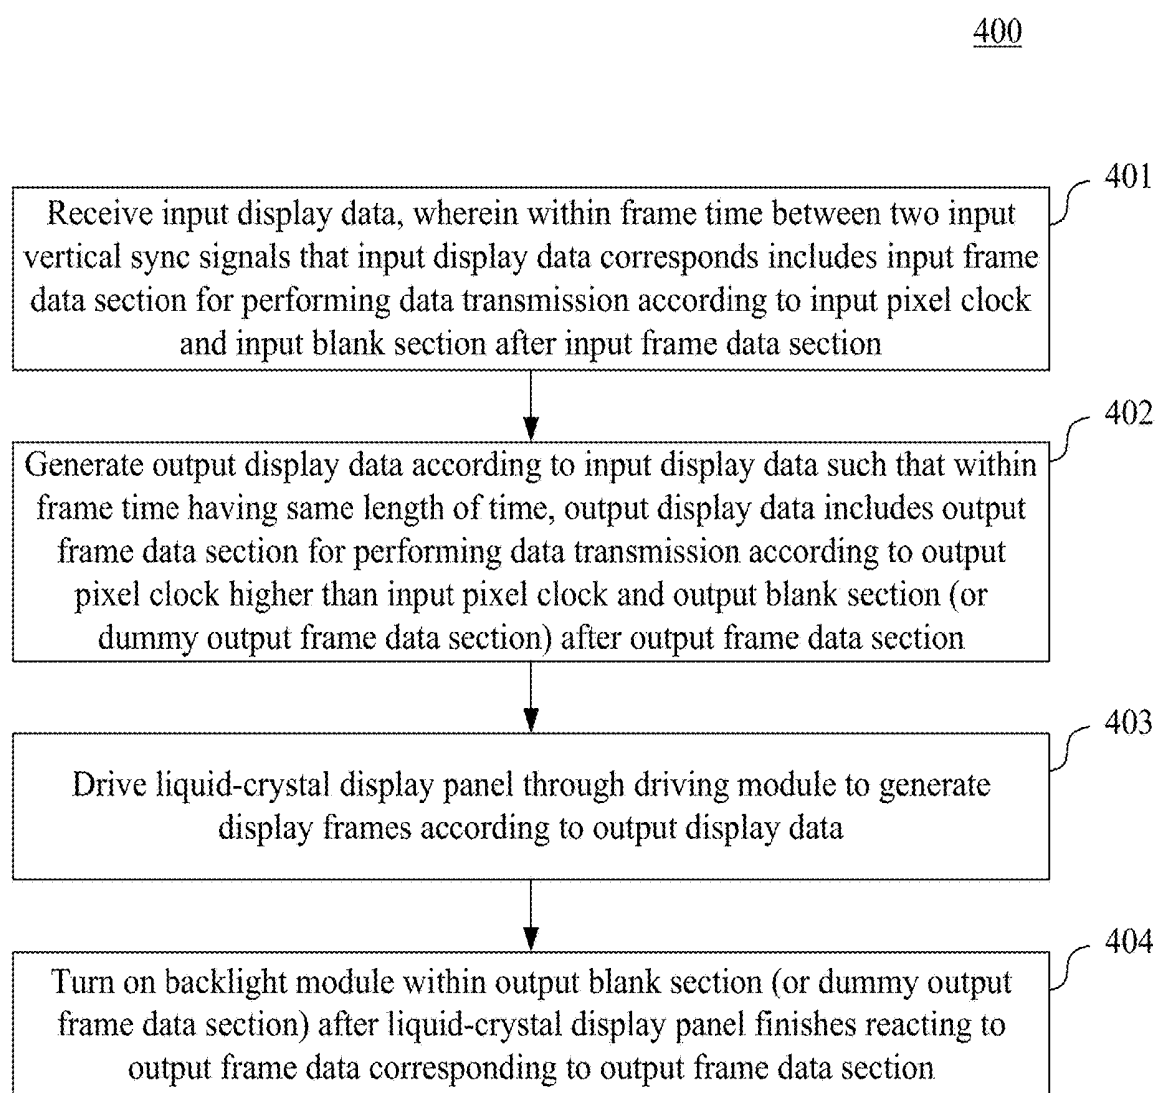 400
401
Receive input display data, wherein within frame time between two input
vertical sync signals that input display data corresponds includes input frame
data section for performing data transmission according to input pixel clock
and input blank section after input frame data section
402
Generate output display data according to input display data such that within
frame time having same length of time, output display data includes output
frame data section for performing data transmission according to output
pixel clock higher than input pixel clock and output blank section (or
dummy output frame data section) after output frame data section
403
Drive liquid-crystal display panel through driving module to generate
display frames according to output display data
404
Turn on backlight module within output blank section (or dummy output
frame data section) after liquid-crystal display panel finishes reacting to
output frame data corresponding to output frame data section